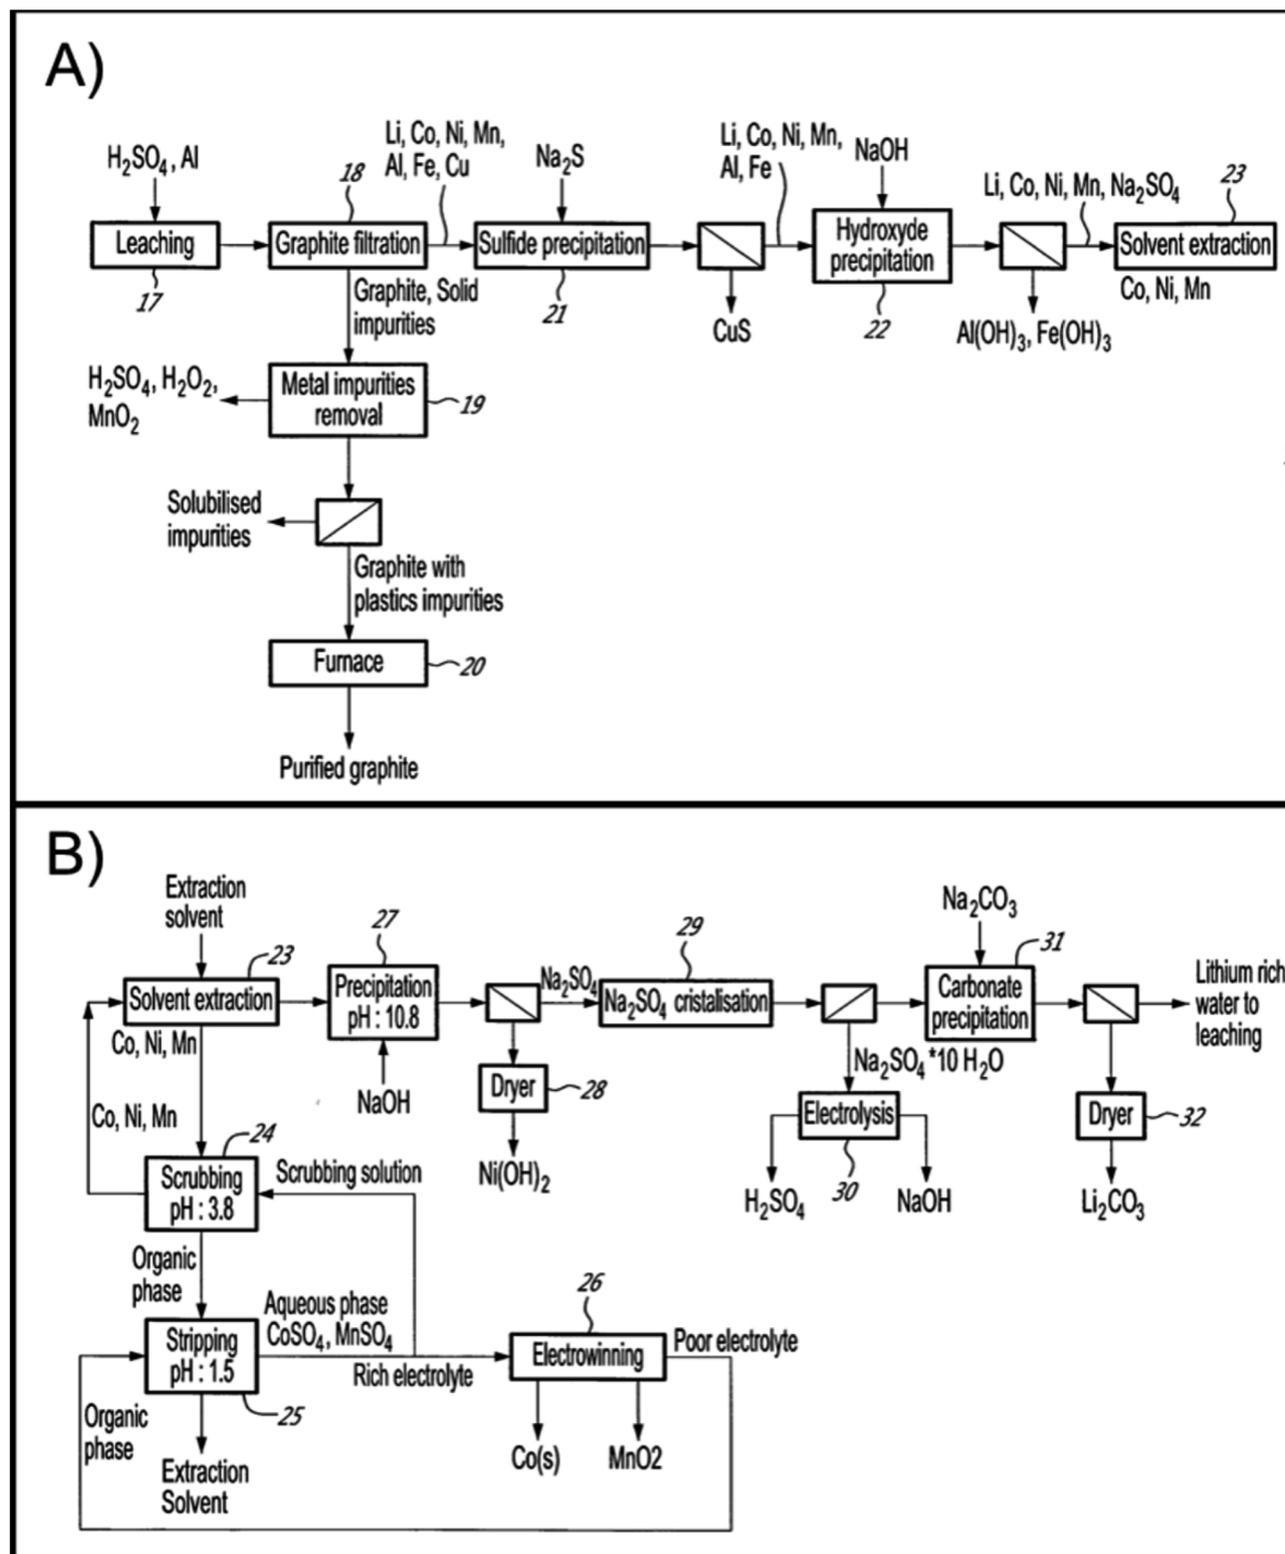 A)
H2SO4, Al
Leaching
17
18
Graphite filtration
Li, Co, Ni, Mn,
Al, Fe, Cu
Na2S
Sulfide precipitation
21
CuS
Li, Co, Ni, Mn,
Al, Fe
NaOH
Hydroxyde
precipitation
22
Li, Co, Ni, Mn, Na2SO4
Al(OH)3, Fe(OH)3
23
Solvent extraction
Co, Ni, Mn
Graphite, Solid
impurities
H2SO4, H2O2,
MnO2
Metal impurities
removal
19
Solubilised
impurities
Graphite with
plastics impurities
Furnace
20
Purified graphite
B)
Extraction
solvent
23
Solvent extraction
Co, Ni, Mn
27
Precipitation
pH : 10.8
NaOH
Na2SO4
Dryer
28
Ni(OH)2
29
Na2SO4 cristalisation
Na2SO4 *10 H2O
Electrolysis
30
H2SO4
NaOH
Na2CO3
31
Carbonate
precipitation
Lithium rich
water to
leaching
Dryer
32
Li2CO3
Co, Ni, Mn
24
Scrubbing
pH : 3.8
Scrubbing solution
Organic
phase
Stripping
pH : 1.5
25
Aqueous phase
CoSO4, MnSO4
Rich electrolyte
26
Electrowinning
Poor electrolyte
Co(s)
MnO2
Organic
phase
Extraction
Solvent